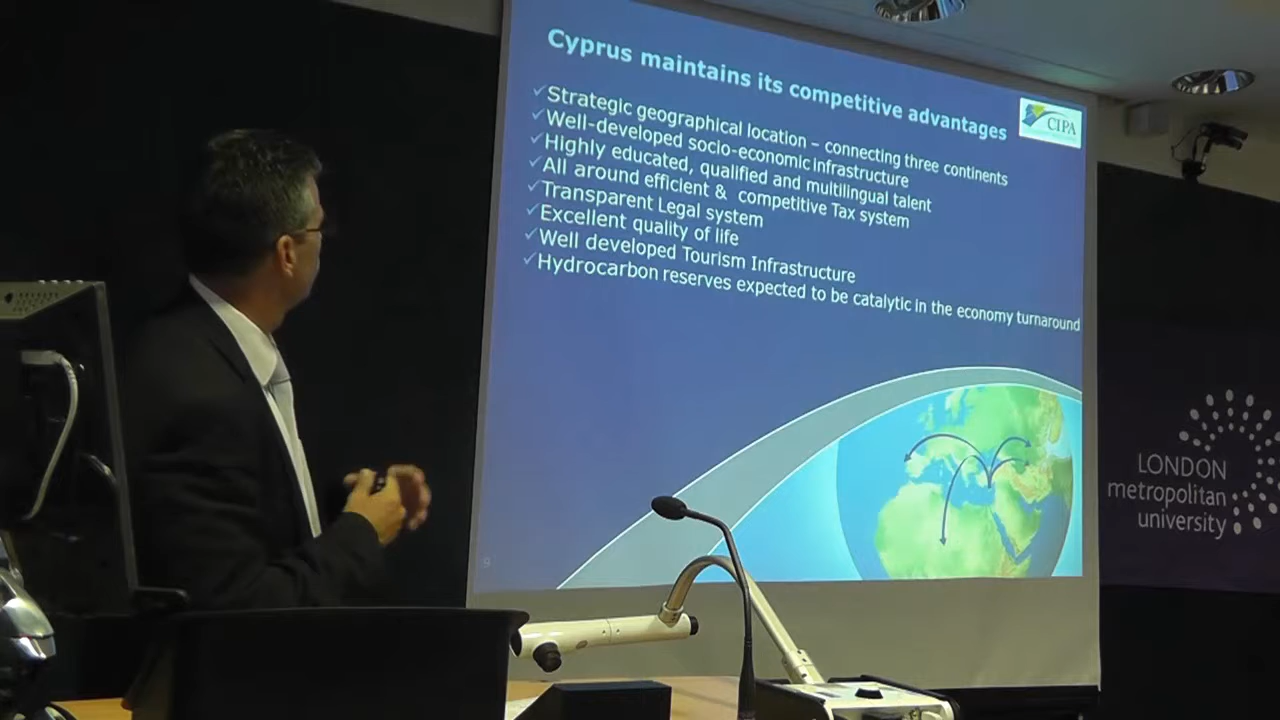 Cyprus maintains its competitive advantages
CIPA
✓Strategic geographical location – connecting three continents
✓Well-developed socio-economic infrastructure
✓Highly educated, qualified and multilingual talent
✓All around efficient & competitive Tax system
✓Transparent Legal system
✓Excellent quality of life
✓Well developed Tourism Infrastructure
✓Hydrocarbon reserves expected to be catalytic in the economy turnaround
9
LONDON
metropolitan
university